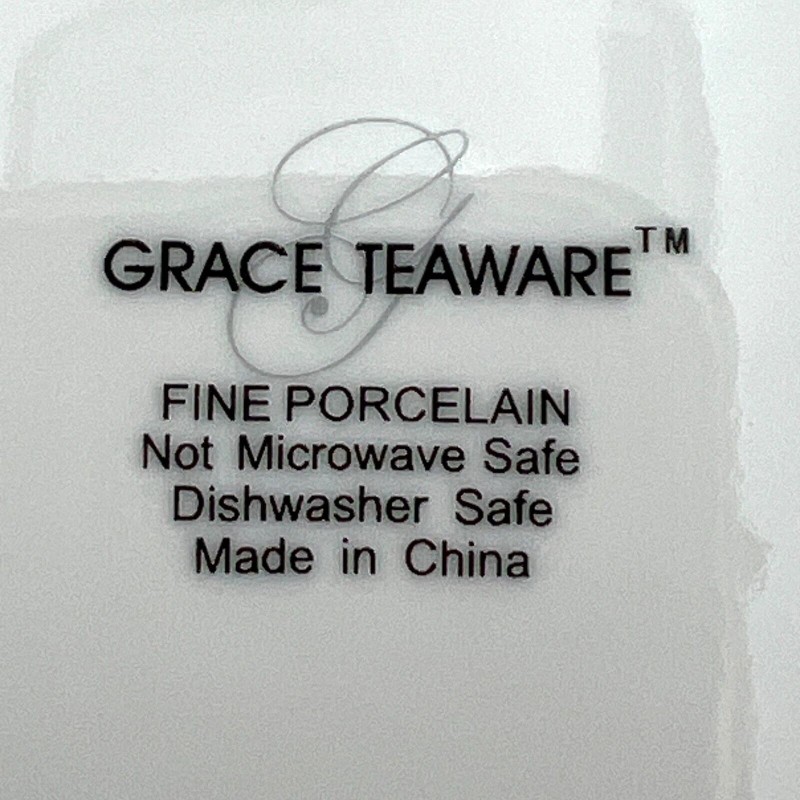 G
GRACE TEAWARE™
FINE PORCELAIN
Not Microwave Safe
Dishwasher Safe
Made in China